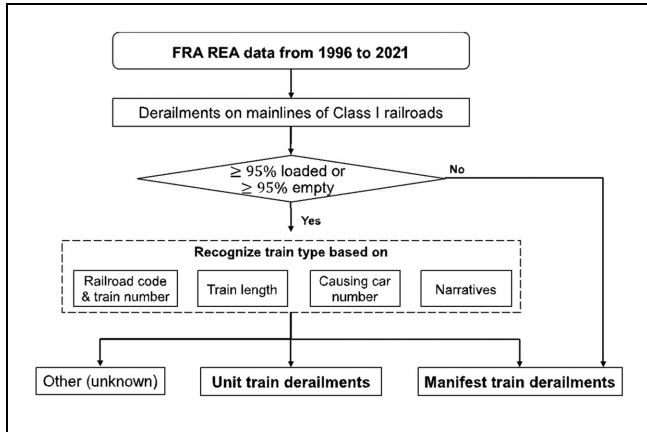 FRA REA data from 1996 to 2021
Derailments on mainlines of Class I railroads
≥ 95% loaded or
≥ 95% empty
No
Yes
Recognize train type based on
Railroad code
& train number
Train length
Causing car
number
Narratives
Other (unknown)
Unit train derailments
Manifest train derailments